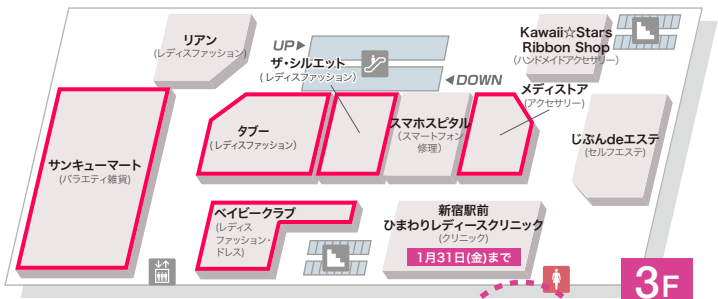 リアン
(レディスファッション)
UP
ザ・シルエット
(レディスファッション)
DOWN
Kawaii☆Stars
Ribbon Shop
(ハンドメイドアクセサリー)
メディストア
(アクセサリー)
タブー
(レディスファッション)
スマホスピタル
(スマートフォン
修理)
じぶんdeエステ
(セルフエステ)
サンキューマート
(バラエティ雑貨)
ベイビークラブ
(レディス
ファッション・
ドレス)
新宿駅前
ひまわりレディースクリニック
(クリニック)
1月31日(金)まで
3F